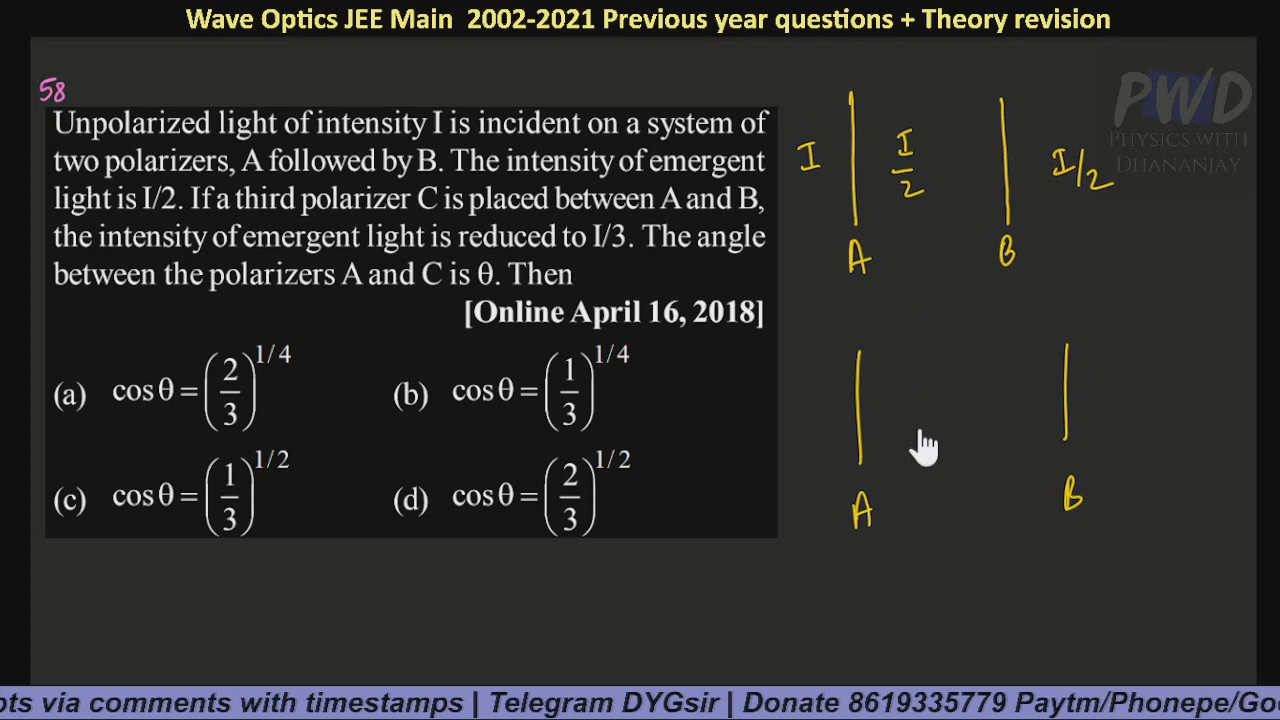 Wave Optics JEE Main 2002-2021 Previous year questions + Theory revision
58
Unpolarized light of intensity I is incident on a system of
two polarizers, A followed by B. The intensity of emergent
light is I/2. If a third polarizer C is placed between A and B,
the intensity of emergent light is reduced to I/3. The angle
between the polarizers A and C is θ. Then
[Online April 16, 2018]
(a) cos θ = (2/3)^1/4 (b) cos θ = (1/3)^1/4
(c) cos θ = (1/3)^1/2 (d) cos θ = (2/3)^1/2
I I/2 I/2
A B
A B
PWD
PHYSICS WITH
DHANANJAY
bts via comments with timestamps | Telegram DYGsir | Donate 8619335779 Paytm/Phonepe/Go